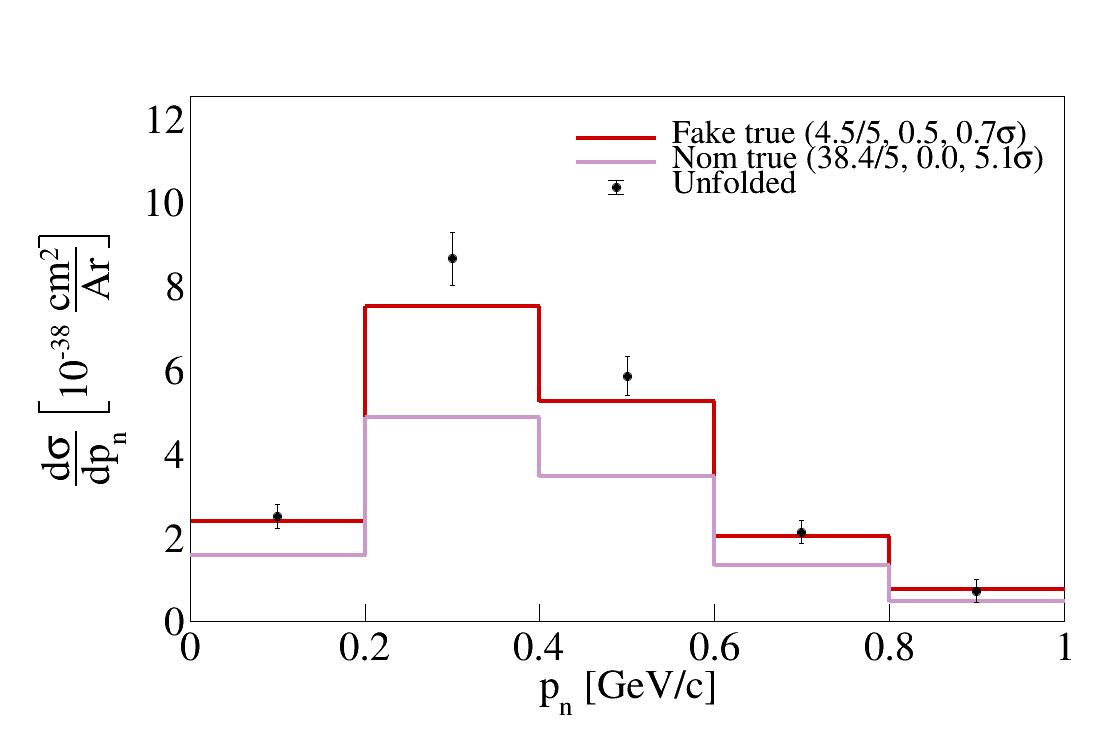 Fake true (4.5/5, 0.5, 0.7σ)
Nom true (38.4/5, 0.0, 5.1σ)
Unfolded
dσ/dpₙ [10⁻³⁸ cm²/Ar]
12
10
8
6
4
2
0
0 0.2 0.4 0.6 0.8 1
pₙ [GeV/c]